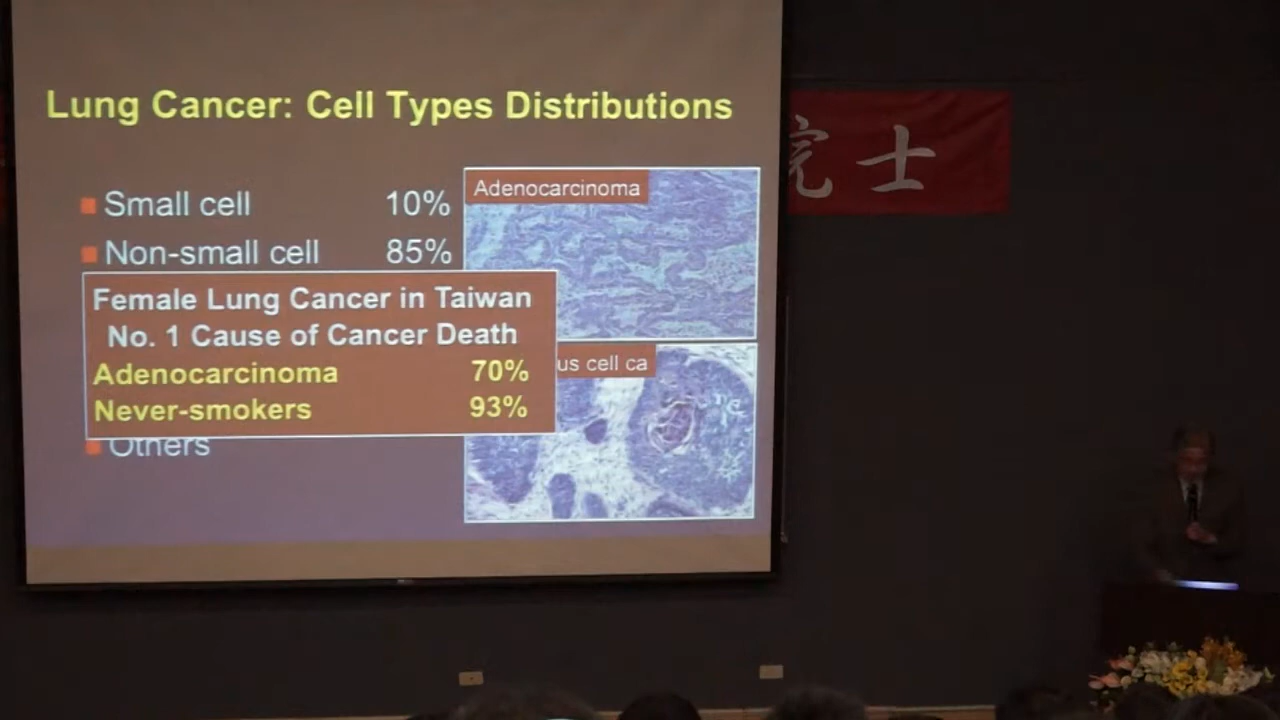 Lung Cancer: Cell Types Distributions
Small cell 10%
Non-small cell 85%
Female Lung Cancer in Taiwan
No. 1 Cause of Cancer Death
Adenocarcinoma 70%
Never-smokers 93%
Others
Adenocarcinoma
us cell ca
院士